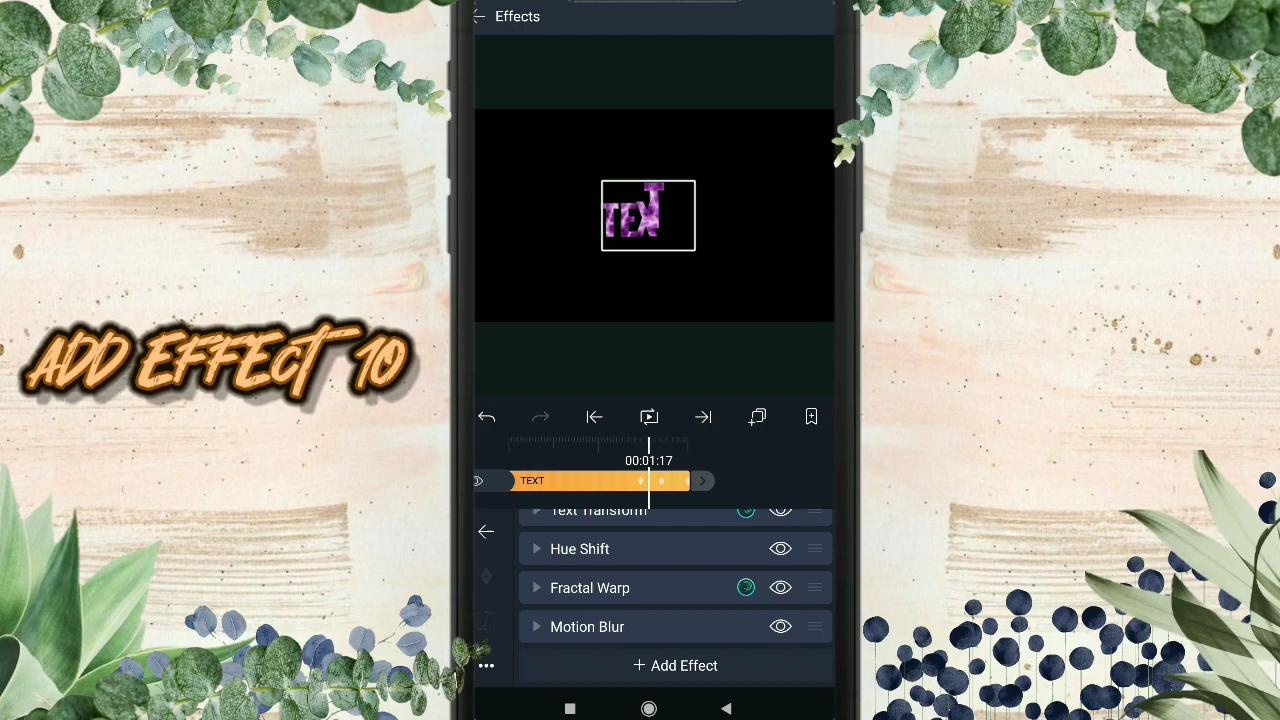 Effects
TEXT
ADD EFFECT 10
00:01:17
TEXT
Text Transform
Hue Shift
Fractal Warp
Motion Blur
+ Add Effect